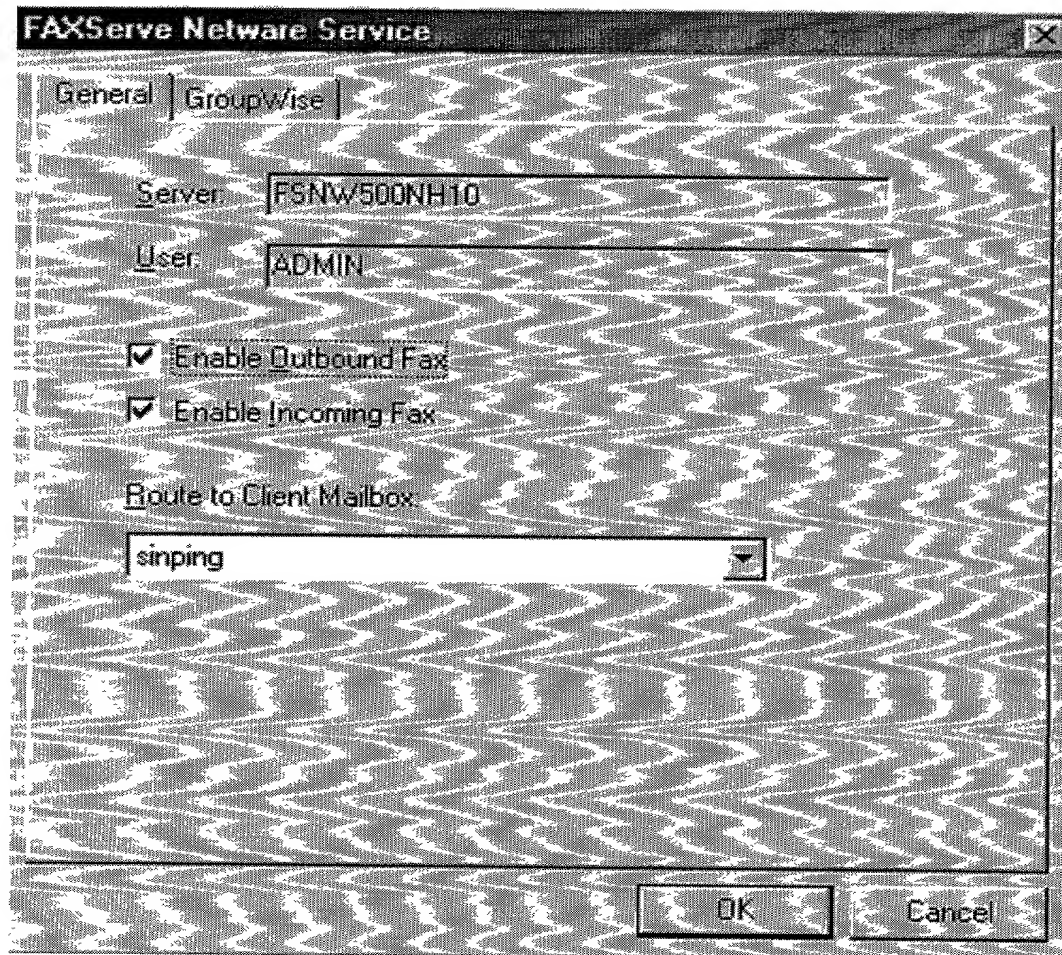 FAXServe Netware Service
General GroupWise
Server: FSNW500NH10
User: ADMIN
Enable Outbound Fax
Enable Incoming Fax
Route to Client Mailbox:
sinping
OK Cancel